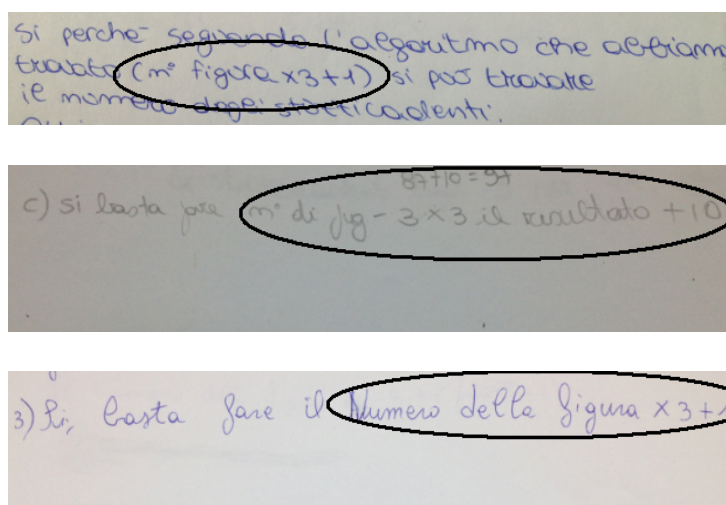 Si perchè seguendo l'algoritmo che abbiamo
trovato (n° figura x3+1) si può trovare
il numero degli stuzzicadenti.
87+10=97
c) si basta fare n° di fig - 3 x 3 il risultato + 10
3) Si, basta fare il Numero della figura x 3 + 1